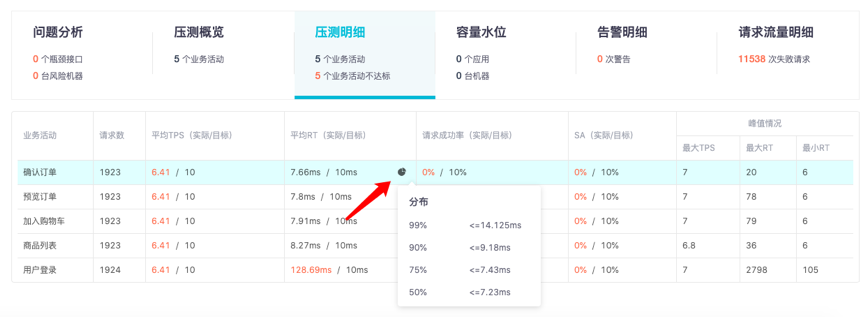 问题分析
0 个瓶颈接口
0 台风险机器
压测概览
5 个业务活动
压测明细
5 个业务活动
5 个业务活动不达标
容量水位
0 个应用
0 台机器
告警明细
0 次警告
请求流量明细
11538 次失败请求
业务活动 请求数 平均TPS（实际/目标） 平均RT（实际/目标） 请求成功率（实际/目标） SA（实际/目标） 峰值情况
最大TPS 最大RT 最小RT
确认订单 1923 6.41 / 10 7.66ms / 10ms 0% / 10% 0% / 10% 7 20 6
预览订单 1923 6.41 / 10 7.8ms / 10ms 0% / 10% 7 78 6
加入购物车 1923 6.41 / 10 7.91ms / 10ms 0% / 10% 7 79 6
商品列表 1923 6.41 / 10 8.27ms / 10ms 0% / 10% 6.8 36 6
用户登录 1924 6.41 / 10 128.69ms / 10ms 0% / 10% 7 2798 105
分布
99% <=14.125ms
90% <=9.18ms
75% <=7.43ms
50% <=7.23ms